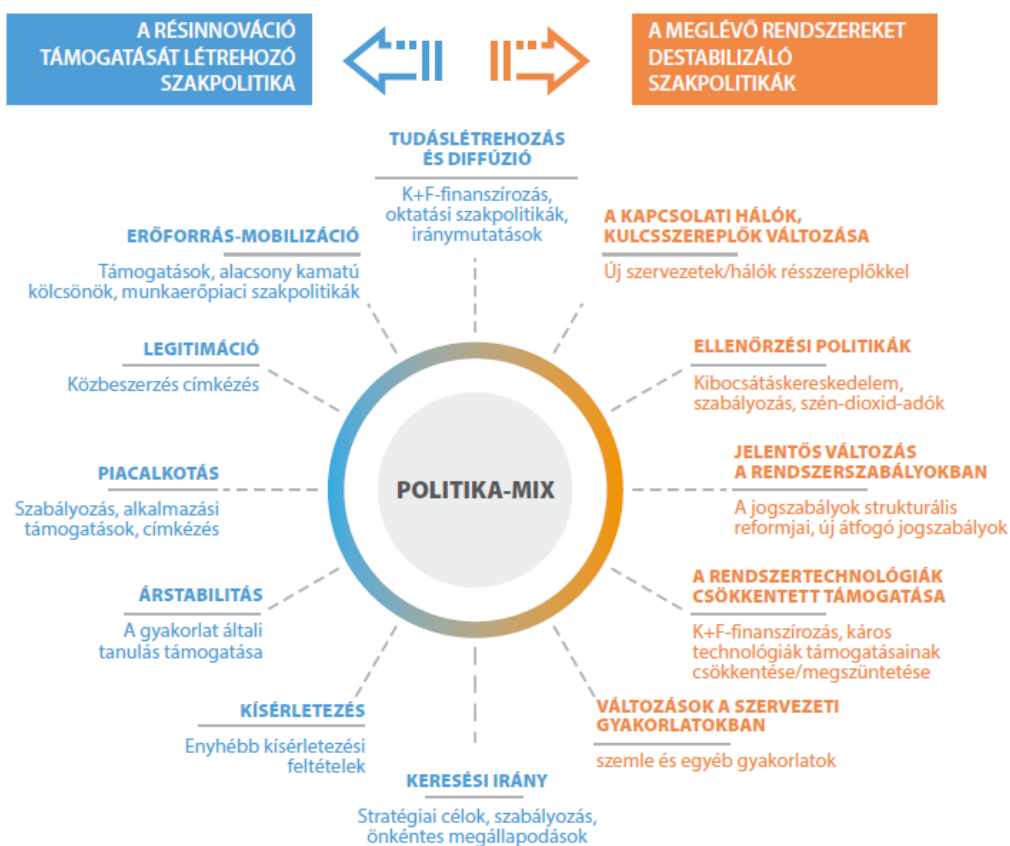 A RÉSINNOVÁCIÓ
TÁMOGATÁSÁT LÉTREHOZÓ
SZAKPOLITIKA
A MEGLÉVŐ RENDSZEREKET
DESTABILIZÁLÓ
SZAKPOLITIKÁK
TUDÁSLÉTREHOZÁS
ÉS DIFFÚZIÓ
K+F-finanszírozás,
oktatási szakpolitikák,
iránymutatások
ERŐFORRÁS-MOBILIZÁCIÓ
Támogatások, alacsony kamatú
kölcsönök, munkaerőpiaci szakpolitikák
LEGITIMÁCIÓ
Közbeszerzés címkézés
PIACALKOTÁS
Szabályozás, alkalmazási
támogatások, címkézés
ÁRSTABILITÁS
A gyakorlat általi
tanulás támogatása
KÍSÉRLETEZÉS
Enyhébb kísérletezési
feltételek
KERESÉSI IRÁNY
Stratégiai célok, szabályozás,
önkéntes megállapodások
POLITIKA-MIX
A KAPCSOLATI HÁLÓK,
KULCSSZEREPLŐK VÁLTOZÁSA
Új szervezetek/hálók résszereplőkkel
ELLENŐRZÉSI POLITIKÁK
Kibocsátáskereskedelem,
szabályozás, szén-dioxid-adók
JELENTŐS VÁLTOZÁS
A RENDSZERSZABÁLYOKBAN
A jogszabályok strukturális
reformjai, új átfogó jogszabályok
A RENDSZERTECHNOLÓGIÁK
CSÖKKENTETT TÁMOGATÁSA
K+F-finanszírozás, káros
technológiák támogatásainak
csökkentése/megszüntetése
VÁLTOZÁSOK A SZERVEZETI
GYAKORLATOKBAN
szemle és egyéb gyakorlatok